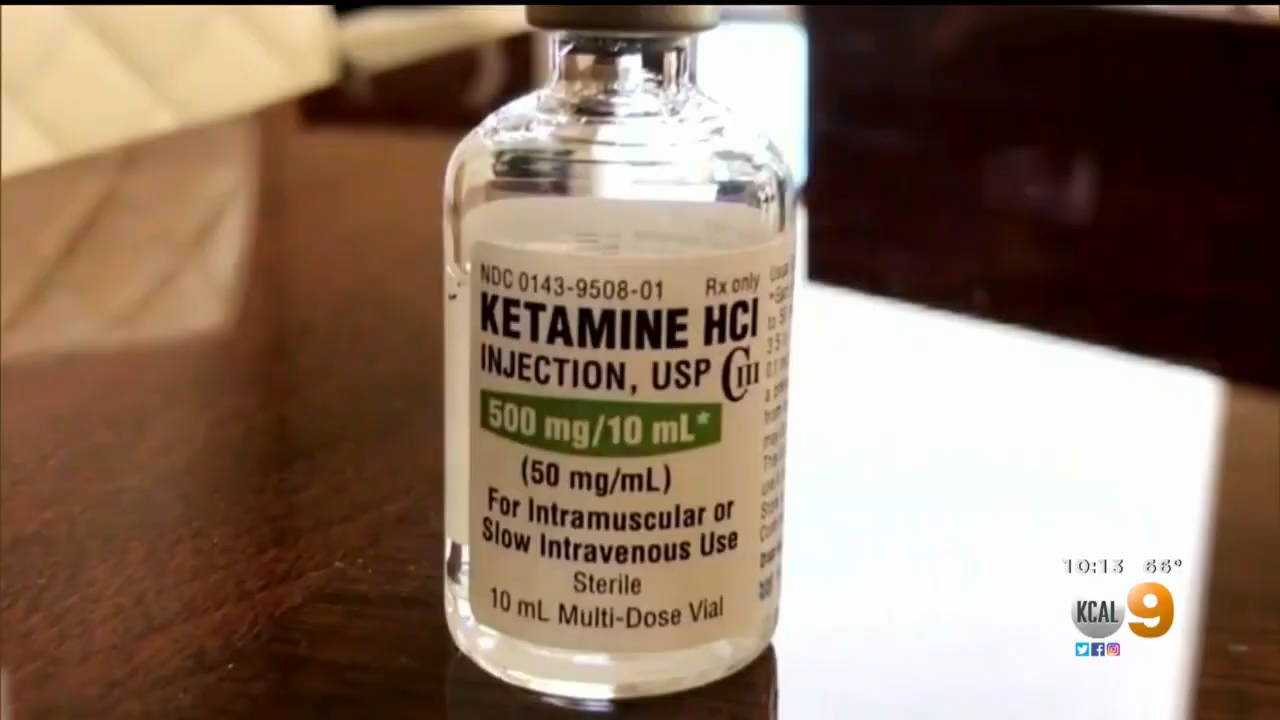 NDC 0143-9508-01 Rx only
KETAMINE HCl
INJECTION, USP CIII
500 mg/10 mL*
(50 mg/mL)
For Intramuscular or
Slow Intravenous Use
Sterile
10 mL Multi-Dose Vial
10:13 66°
KCAL 9